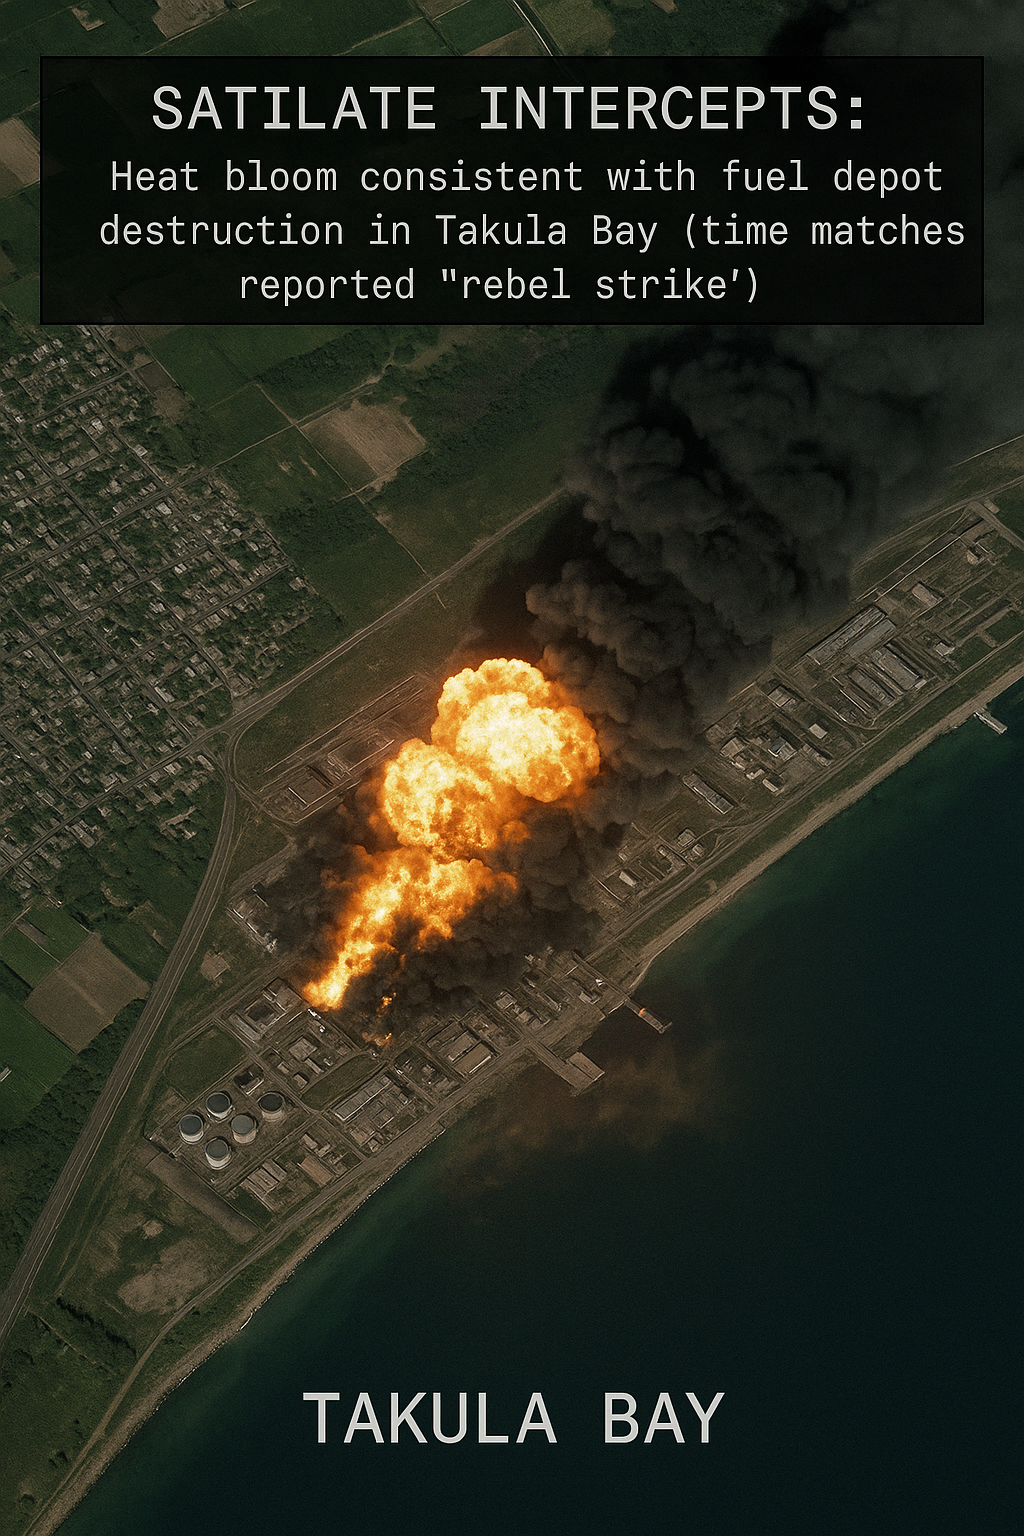 SATILATE INTERCEPTS:
Heat bloom consistent with fuel depot
destruction in Takula Bay (time matches
reported "rebel strike')
TAKULA BAY